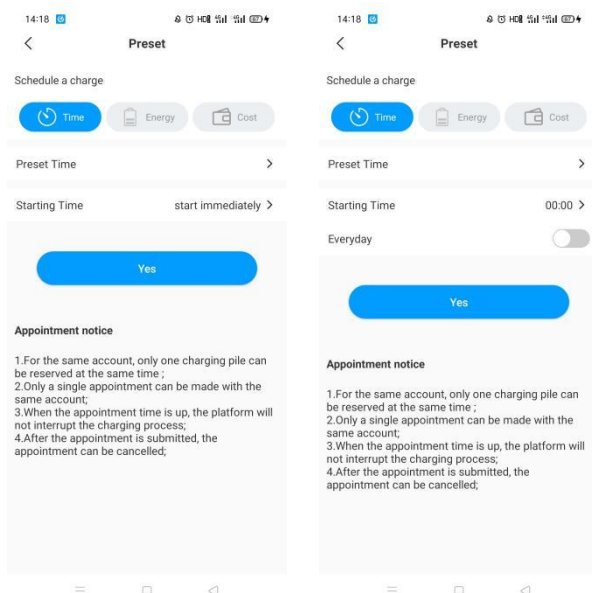 14:18
Preset
Schedule a charge
Time Energy Cost
Preset Time
Starting Time start immediately
Yes
Appointment notice
1.For the same account, only one charging pile can
be reserved at the same time ;
2.Only a single appointment can be made with the
same account;
3.When the appointment time is up, the platform will
not interrupt the charging process;
4.After the appointment is submitted, the
appointment can be cancelled;
14:18
Preset
Schedule a charge
Time Energy Cost
Preset Time
Starting Time 00:00
Everyday
Yes
Appointment notice
1.For the same account, only one charging pile can
be reserved at the same time ;
2.Only a single appointment can be made with the
same account;
3.When the appointment time is up, the platform will
not interrupt the charging process;
4.After the appointment is submitted, the
appointment can be cancelled;